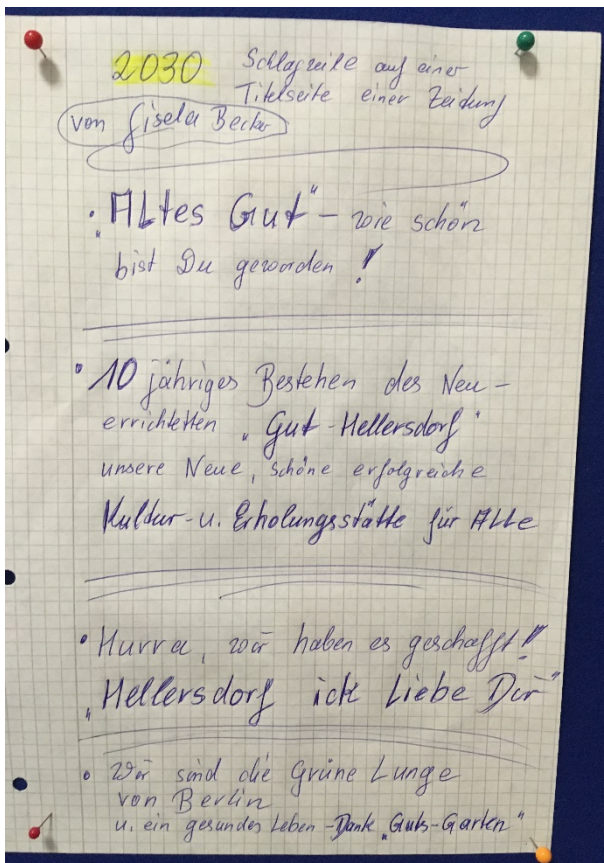 2030 Schlagzeile auf einer
Titelseite einer Zeitung
von Gisela Becker
• „Altes Gut“ – wie schön
bist Du geworden!
• 10 jähriges Bestehen des Neu-
errichteten „Gut-Hellersdorf“
unsere Neue, schöne erfolgreiche
Kultur- u. Erholungsstätte für Alle
• Hurra, wir haben es geschafft!
„Hellersdorf ick Liebe Dir“
• Wir sind die Grüne Lunge
von Berlin
u. ein gesundes Leben – Dank „Guts-Garten“